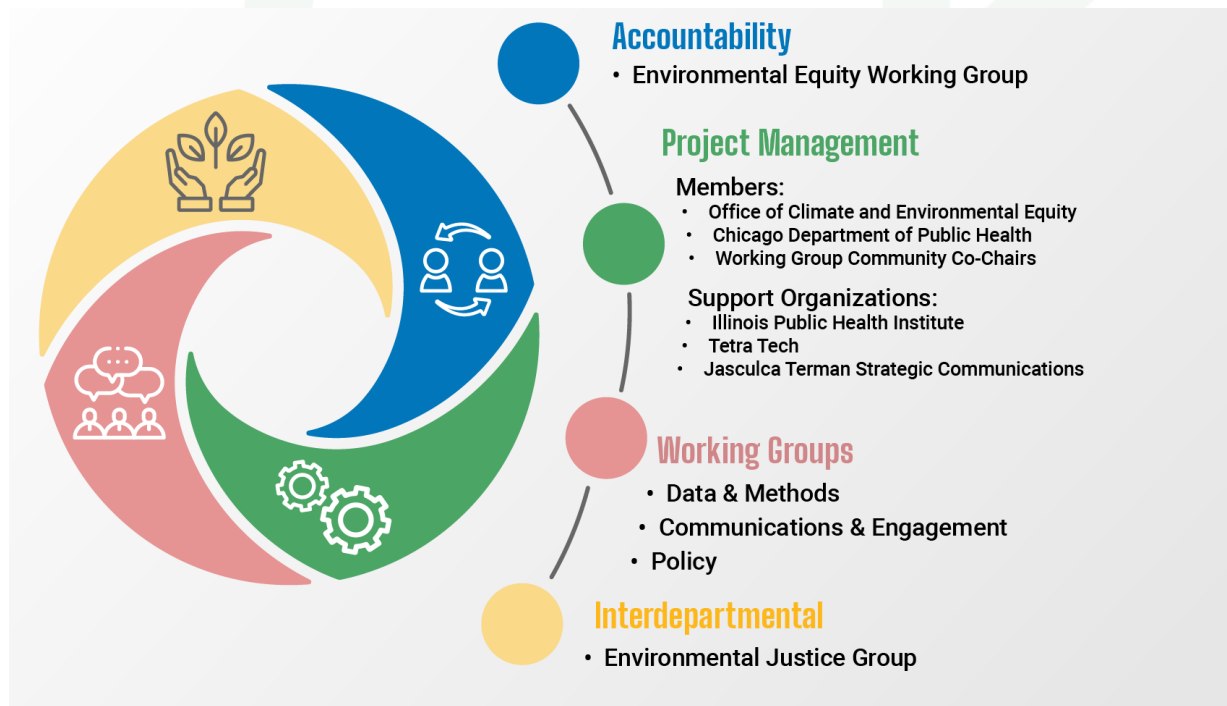 Accountability
• Environmental Equity Working Group
Project Management
Members:
• Office of Climate and Environmental Equity
• Chicago Department of Public Health
• Working Group Community Co-Chairs
Support Organizations:
• Illinois Public Health Institute
• Tetra Tech
• Jasculca Terman Strategic Communications
Working Groups
• Data & Methods
• Communications & Engagement
• Policy
Interdepartmental
• Environmental Justice Group